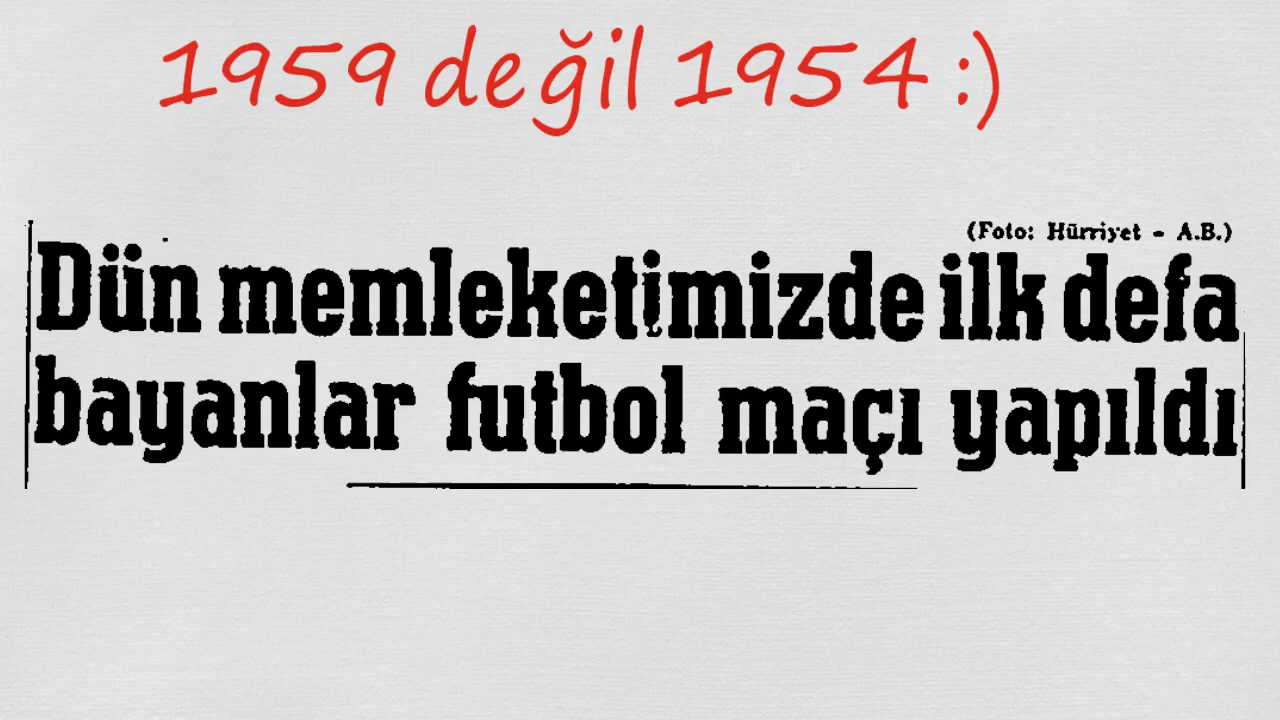 1959 değil 1954 :)
(Foto: Hürriyet - A.B.)
Dün memleketimizde ilk defa
bayanlar futbol maçı yapıldı